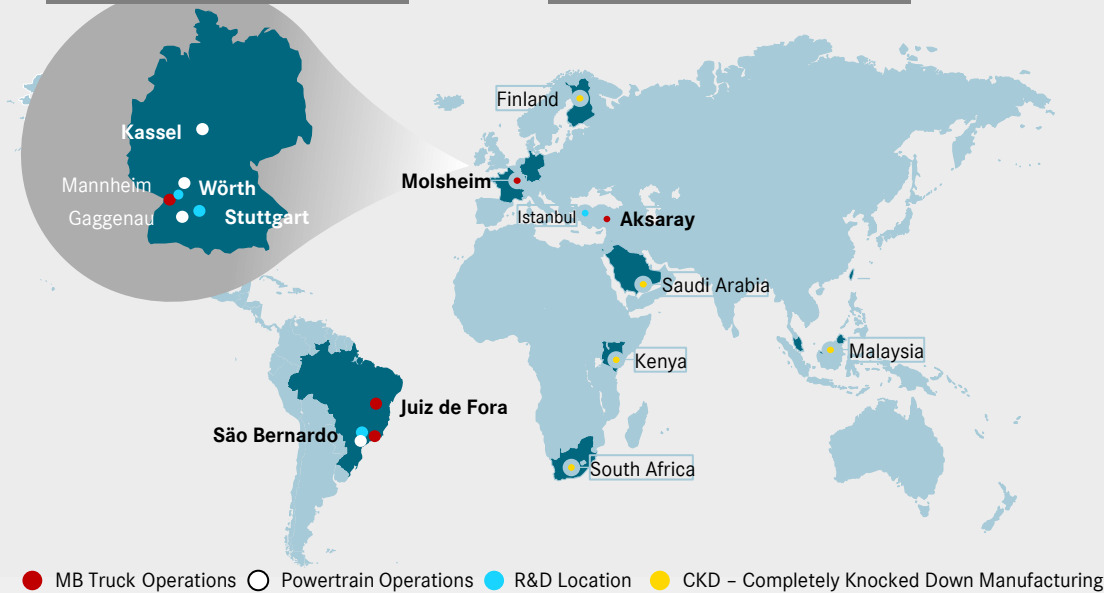 Finland
Kassel
Molsheim
Mannheim
Wörth
Gaggenau
Stuttgart
Istanbul
Aksaray
Saudi Arabia
Malaysia
Kenya
Juiz de Fora
Säo Bernardo
South Africa
MB Truck Operations
Powertrain Operations
R&D Location
CKD – Completely Knocked Down Manufacturing